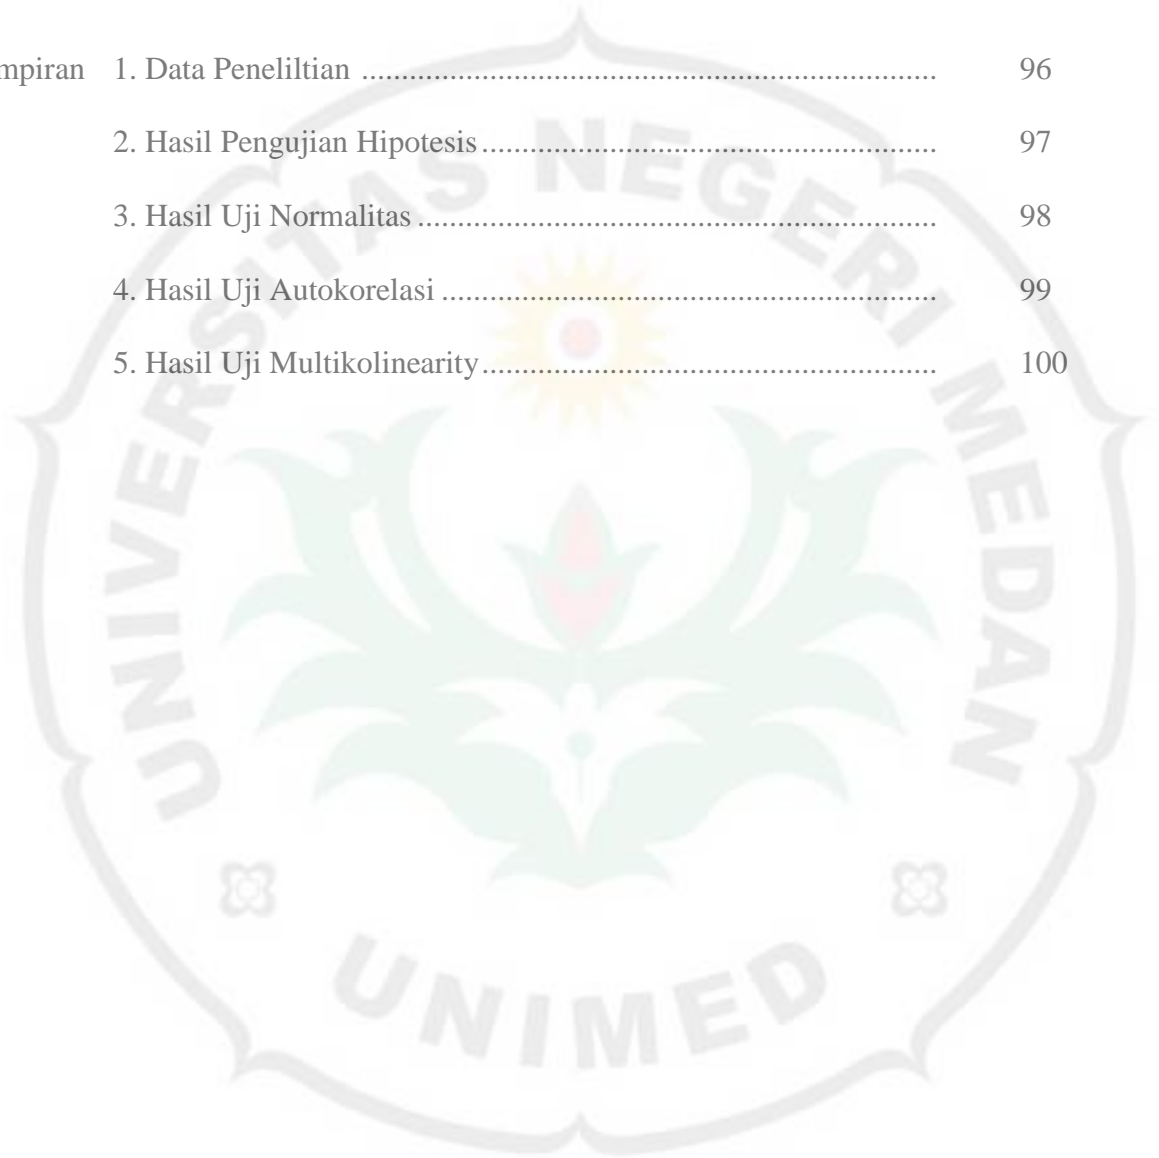 mpiran 1. Data Peneliltian ........................................................................ 96
2. Hasil Pengujian Hipotesis ......................................................... 97
3. Hasil Uji Normalitas ................................................................. 98
4. Hasil Uji Autokorelasi .............................................................. 99
5. Hasil Uji Multikolinearity ......................................................... 100
UNIVERSITAS NEGERI MEDAN
UNIMED